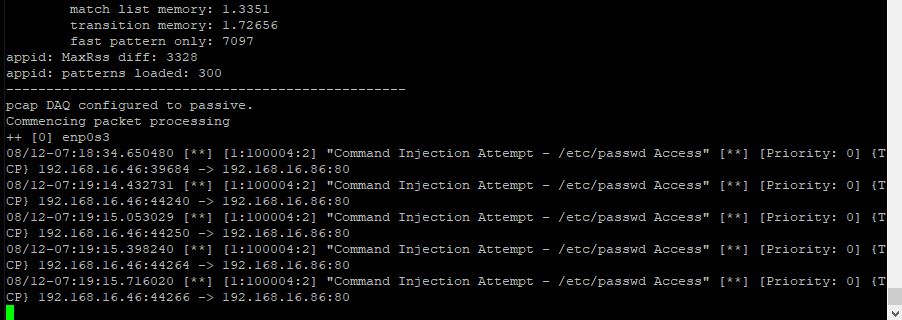 match list memory: 1.3351
transition memory: 1.72656
fast pattern only: 7097
appid: MaxRss diff: 3328
appid: patterns loaded: 300
--------------------------------------------------
pcap DAQ configured to passive.
Commencing packet processing
++ [0] enp0s3
08/12-07:18:34.650480 [**] [1:100004:2] "Command Injection Attempt - /etc/passwd Access" [**] [Priority: 0] {T
CP} 192.168.16.46:39684 -> 192.168.16.86:80
08/12-07:19:14.432731 [**] [1:100004:2] "Command Injection Attempt - /etc/passwd Access" [**] [Priority: 0] {T
CP} 192.168.16.46:44240 -> 192.168.16.86:80
08/12-07:19:15.053029 [**] [1:100004:2] "Command Injection Attempt - /etc/passwd Access" [**] [Priority: 0] {T
CP} 192.168.16.46:44250 -> 192.168.16.86:80
08/12-07:19:15.398240 [**] [1:100004:2] "Command Injection Attempt - /etc/passwd Access" [**] [Priority: 0] {T
CP} 192.168.16.46:44264 -> 192.168.16.86:80
08/12-07:19:15.716020 [**] [1:100004:2] "Command Injection Attempt - /etc/passwd Access" [**] [Priority: 0] {T
CP} 192.168.16.46:44266 -> 192.168.16.86:80